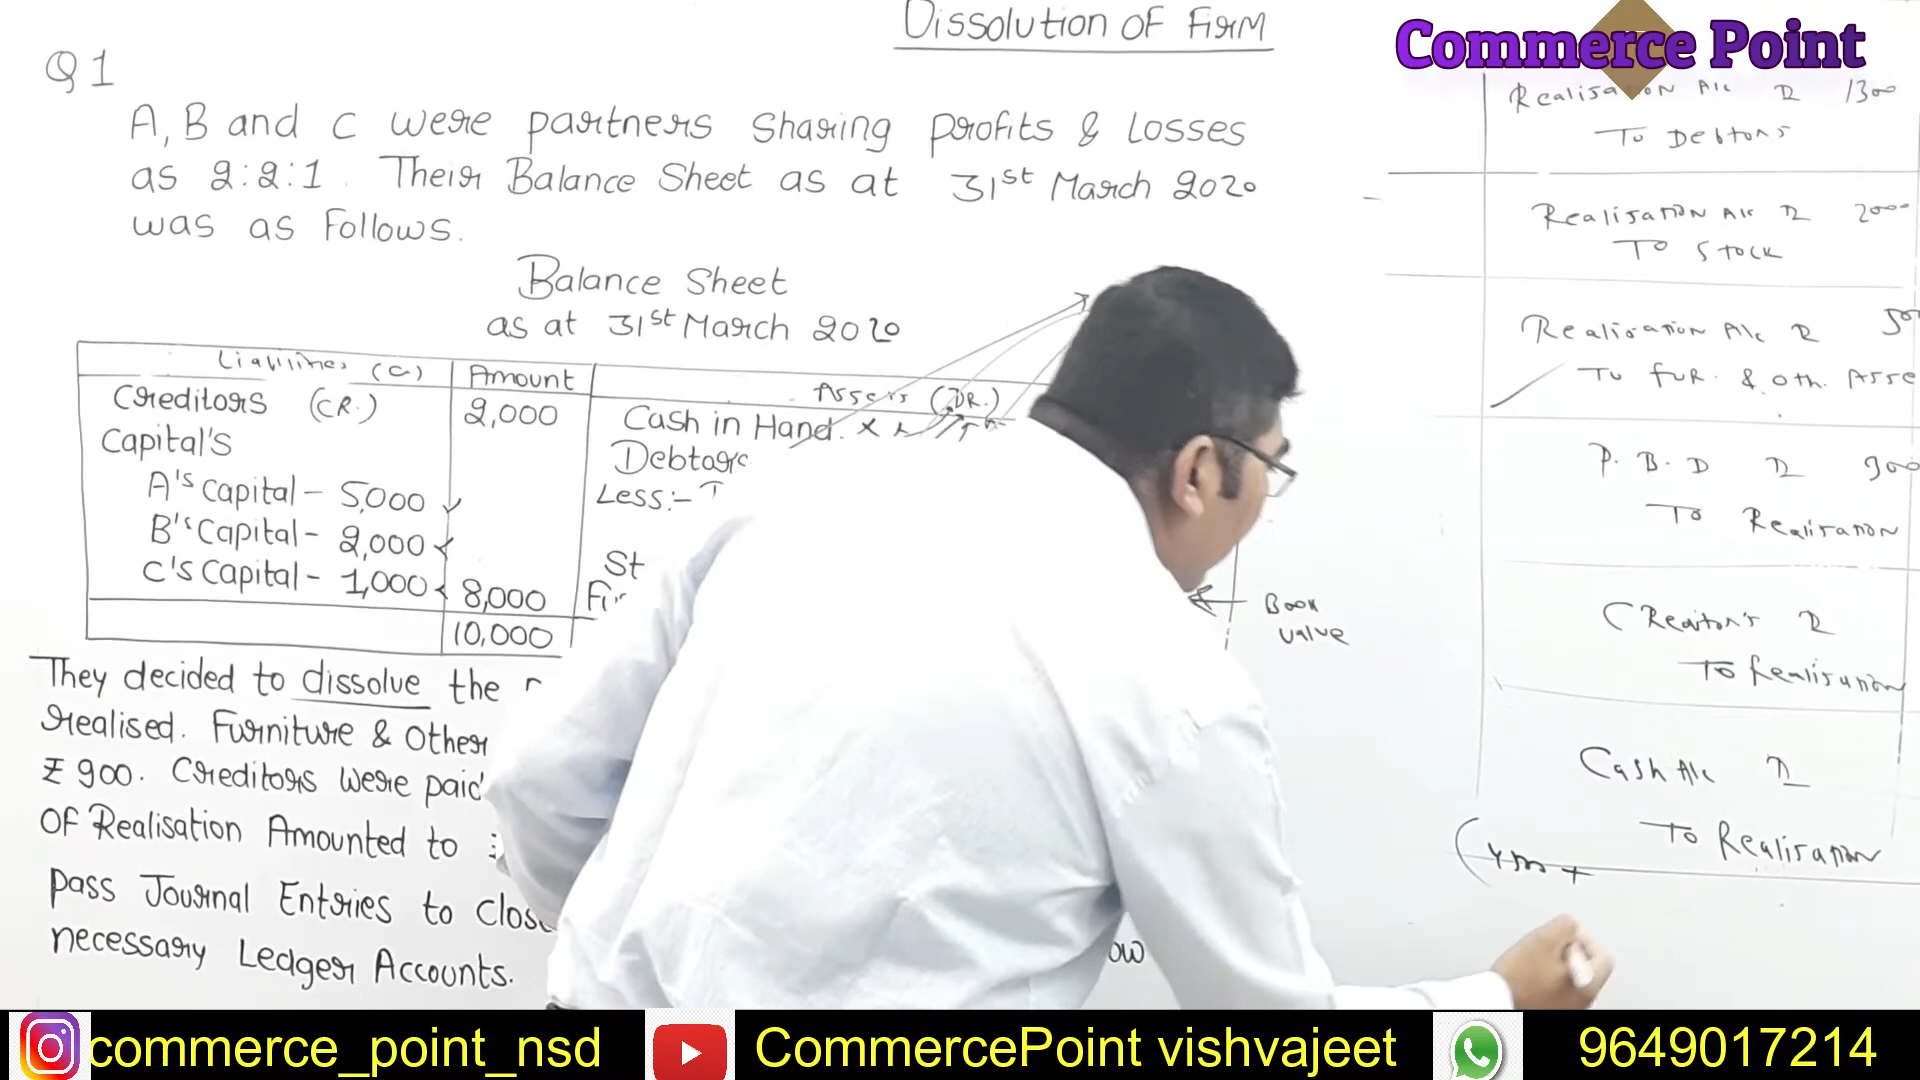 Dissolution of Firm
Commerce Point
Q1
A, B and C were partners sharing profits & Losses
as 2:2:1. Their Balance Sheet as at 31st March 2020
was as follows.
Balance Sheet
as at 31st March 2020
Liabilities (Cr) Amount Assets (DR.)
Creditors (CR.) 2,000 Cash in Hand.
Capital's Debtors
A's Capital - 5,000 Less:-
B's Capital - 2,000
C's Capital - 1,000 8,000 St
10,000
Book
value
They decided to dissolve the
realised. Furniture & Other
₹ 900. Creditors were paid
of Realisation Amounted to
pass Journal Entries to Clos
necessary Ledger Accounts.
ow
Realisation A/c Dr 1300
To Debtors
Realisation A/c Dr 2000
To Stock
Realisation A/c Dr
To fur. & oth. Asse
P. B. D Dr 300
To Realisation
Creditor's Dr
To Realisation
Cash A/c Dr
To Realisation
commerce_point_nsd CommercePoint vishvajeet 9649017214